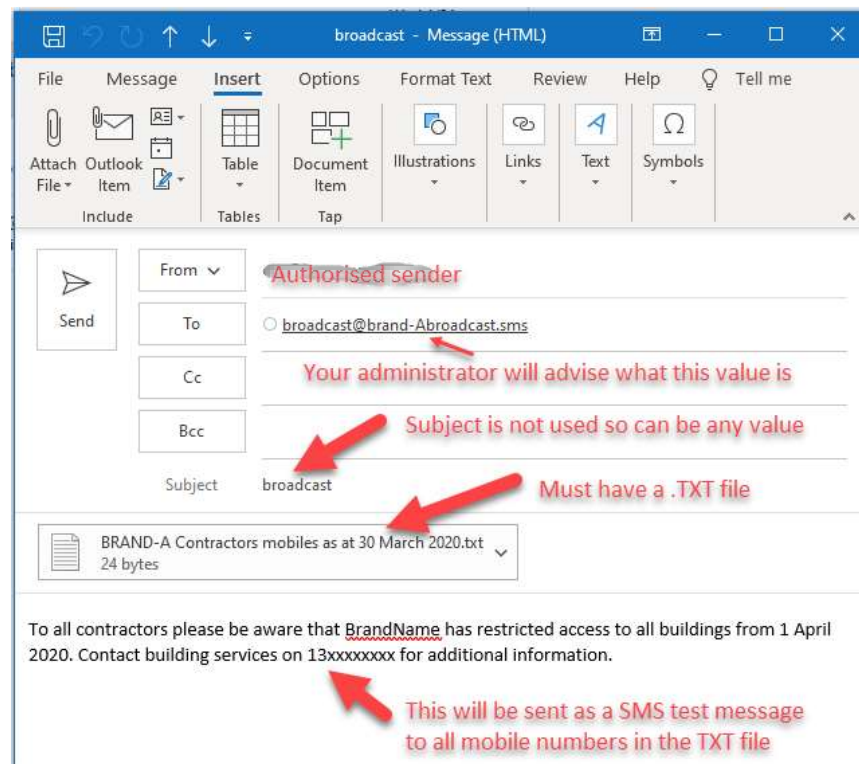 broadcast - Message (HTML)
File Message Insert Options Format Text Review Help Tell me
Attach File Outlook Item Table Document Item Illustrations Links Text Symbols
Include Tables Tap
From Authorised sender
Send
To broadcast@brand-Abroadcast.sms
Cc Your administrator will advise what this value is
Bcc Subject is not used so can be any value
Subject broadcast
Must have a .TXT file
BRAND-A Contractors mobiles as at 30 March 2020.txt
24 bytes
To all contractors please be aware that BrandName has restricted access to all buildings from 1 April
2020. Contact building services on 13xxxxxxxx for additional information.
This will be sent as a SMS test message
to all mobile numbers in the TXT file